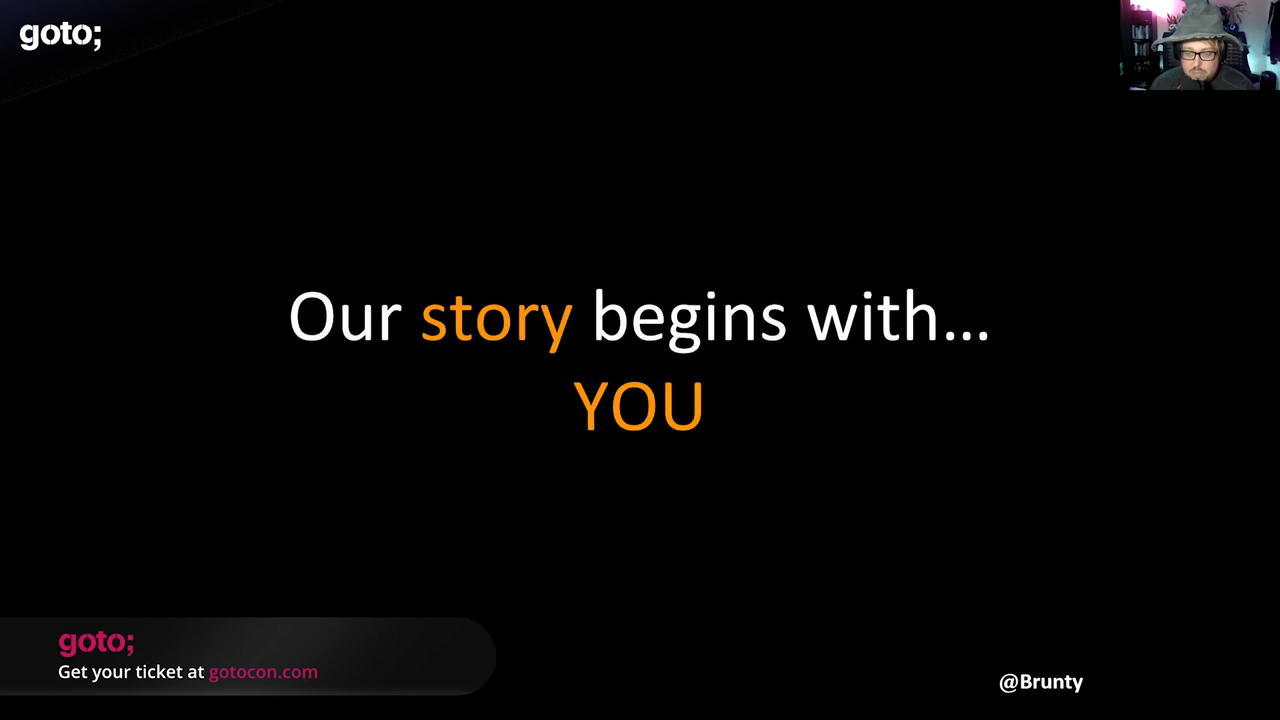 goto;
Our story begins with…
YOU
goto;
Get your ticket at gotocon.com
@Brunty